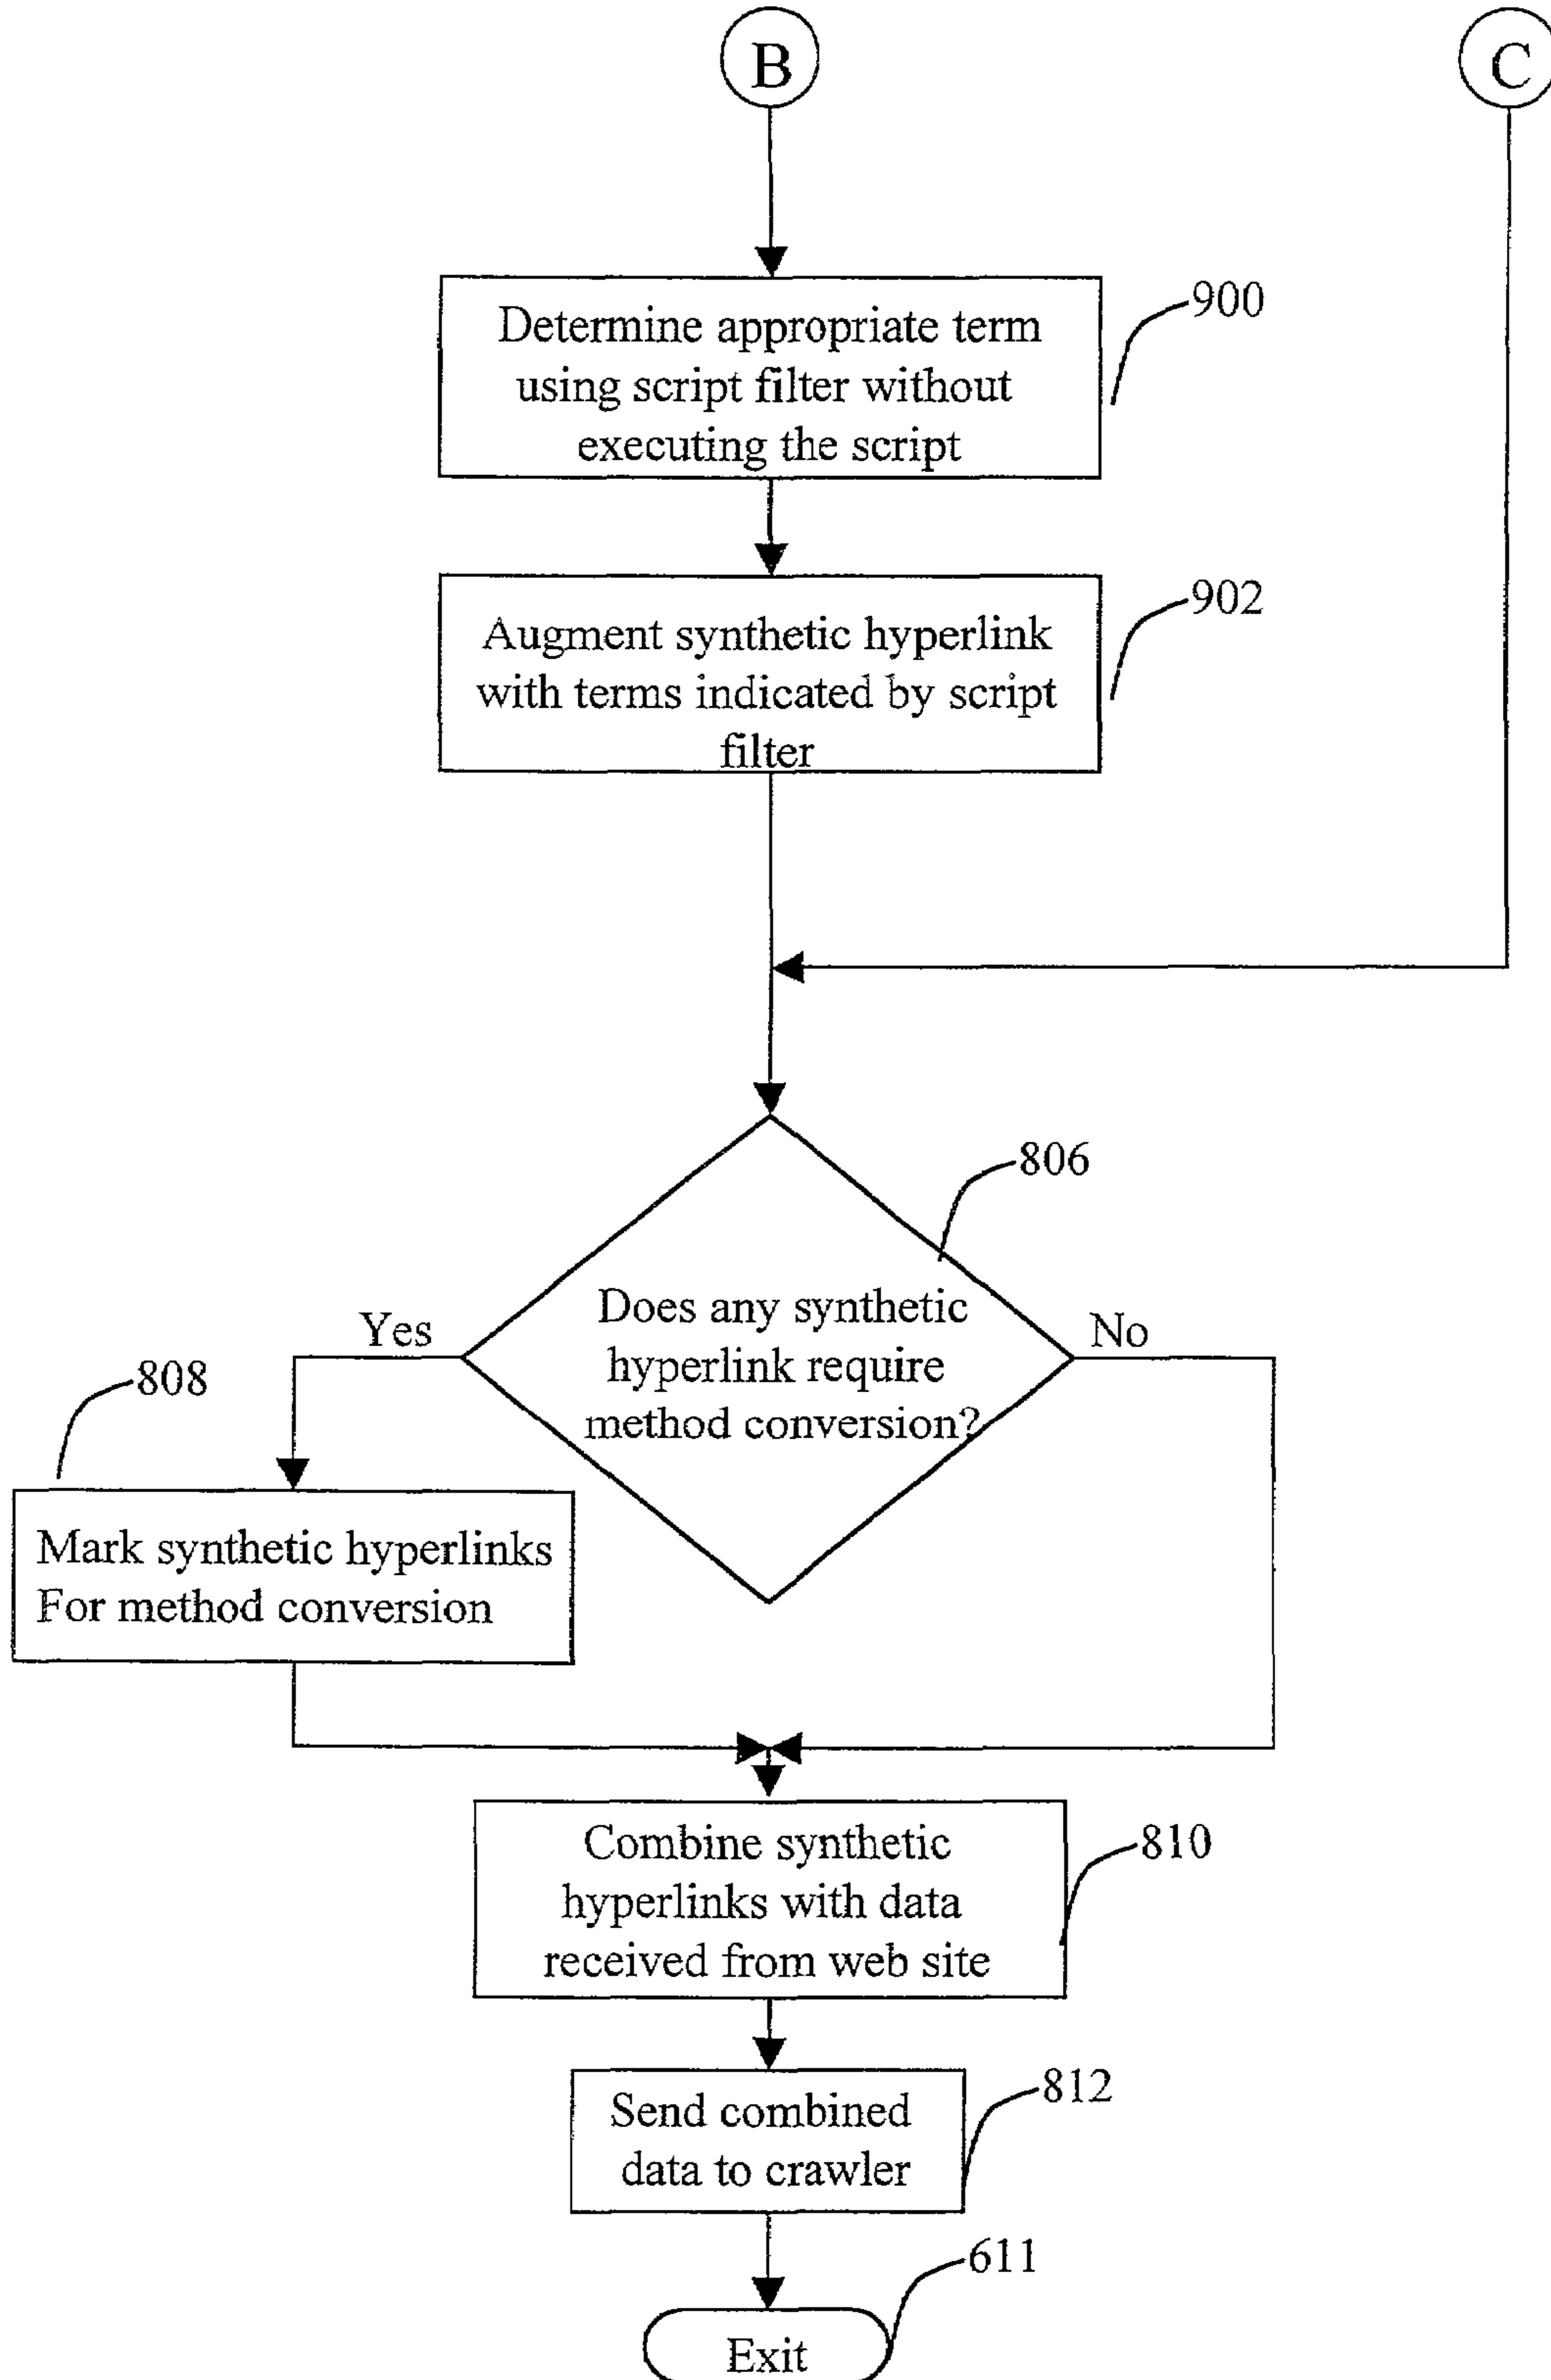 B
C
Determine appropriate term
using script filter without
executing the script
900
Augment synthetic hyperlink
with terms indicated by script
filter
902
806
Does any synthetic
hyperlink require
method conversion?
Yes
No
808
Mark synthetic hyperlinks
For method conversion
Combine synthetic
hyperlinks with data
received from web site
810
Send combined
data to crawler
812
611
Exit